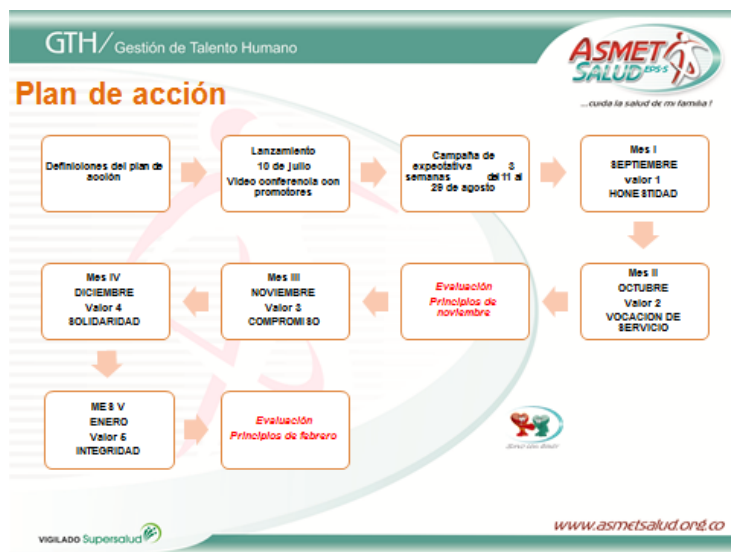 GTH/ Gestión de Talento Humano
ASMET
SALUD EPS-S
...cuida la salud de mi familia !
Plan de acción
Definiciones del plan de
acción
Lanzamiento
10 de julio
Video conferencia con
promotores
Campaña de
expectativa 3
semanas del 11 al
29 de agosto
Mes I
SEPTIEMBRE
valor 1
HONESTIDAD
Mes II
OCTUBRE
Valor 2
VOCACION DE
SERVICIO
Evaluación
Principios de
noviembre
Mes III
NOVIEMBRE
Valor 3
COMPROMISO
Mes IV
DICIEMBRE
Valor 4
SOLIDARIDAD
MES V
ENERO
Valor 5
INTEGRIDAD
Evaluación
Principios de febrero
VIGILADO Supersalud
www.asmetsalud.org.co